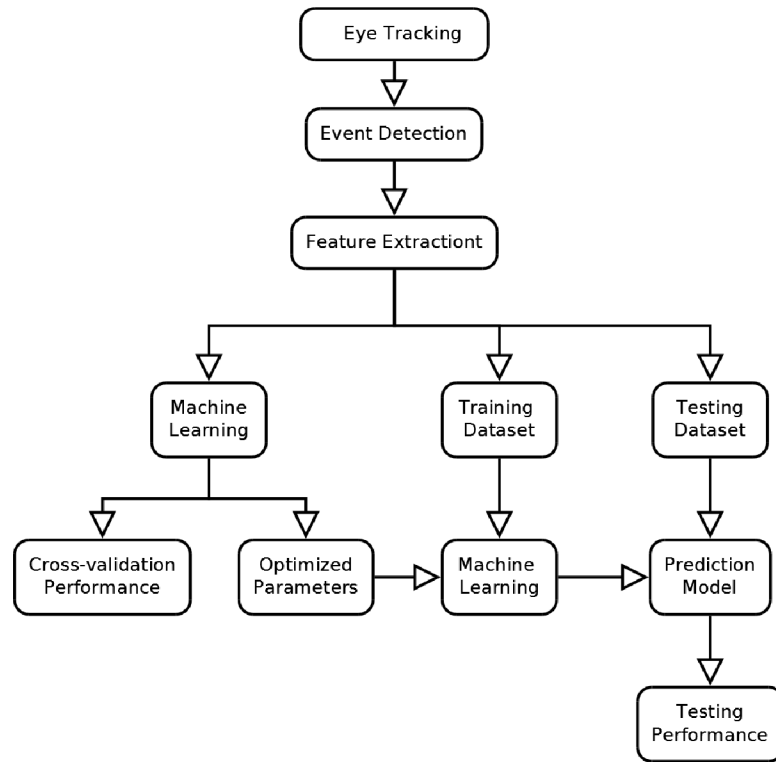 Eye Tracking
Event Detection
Feature Extractiont
Machine
Learning
Training
Dataset
Testing
Dataset
Cross-validation
Performance
Optimized
Parameters
Machine
Learning
Prediction
Model
Testing
Performance